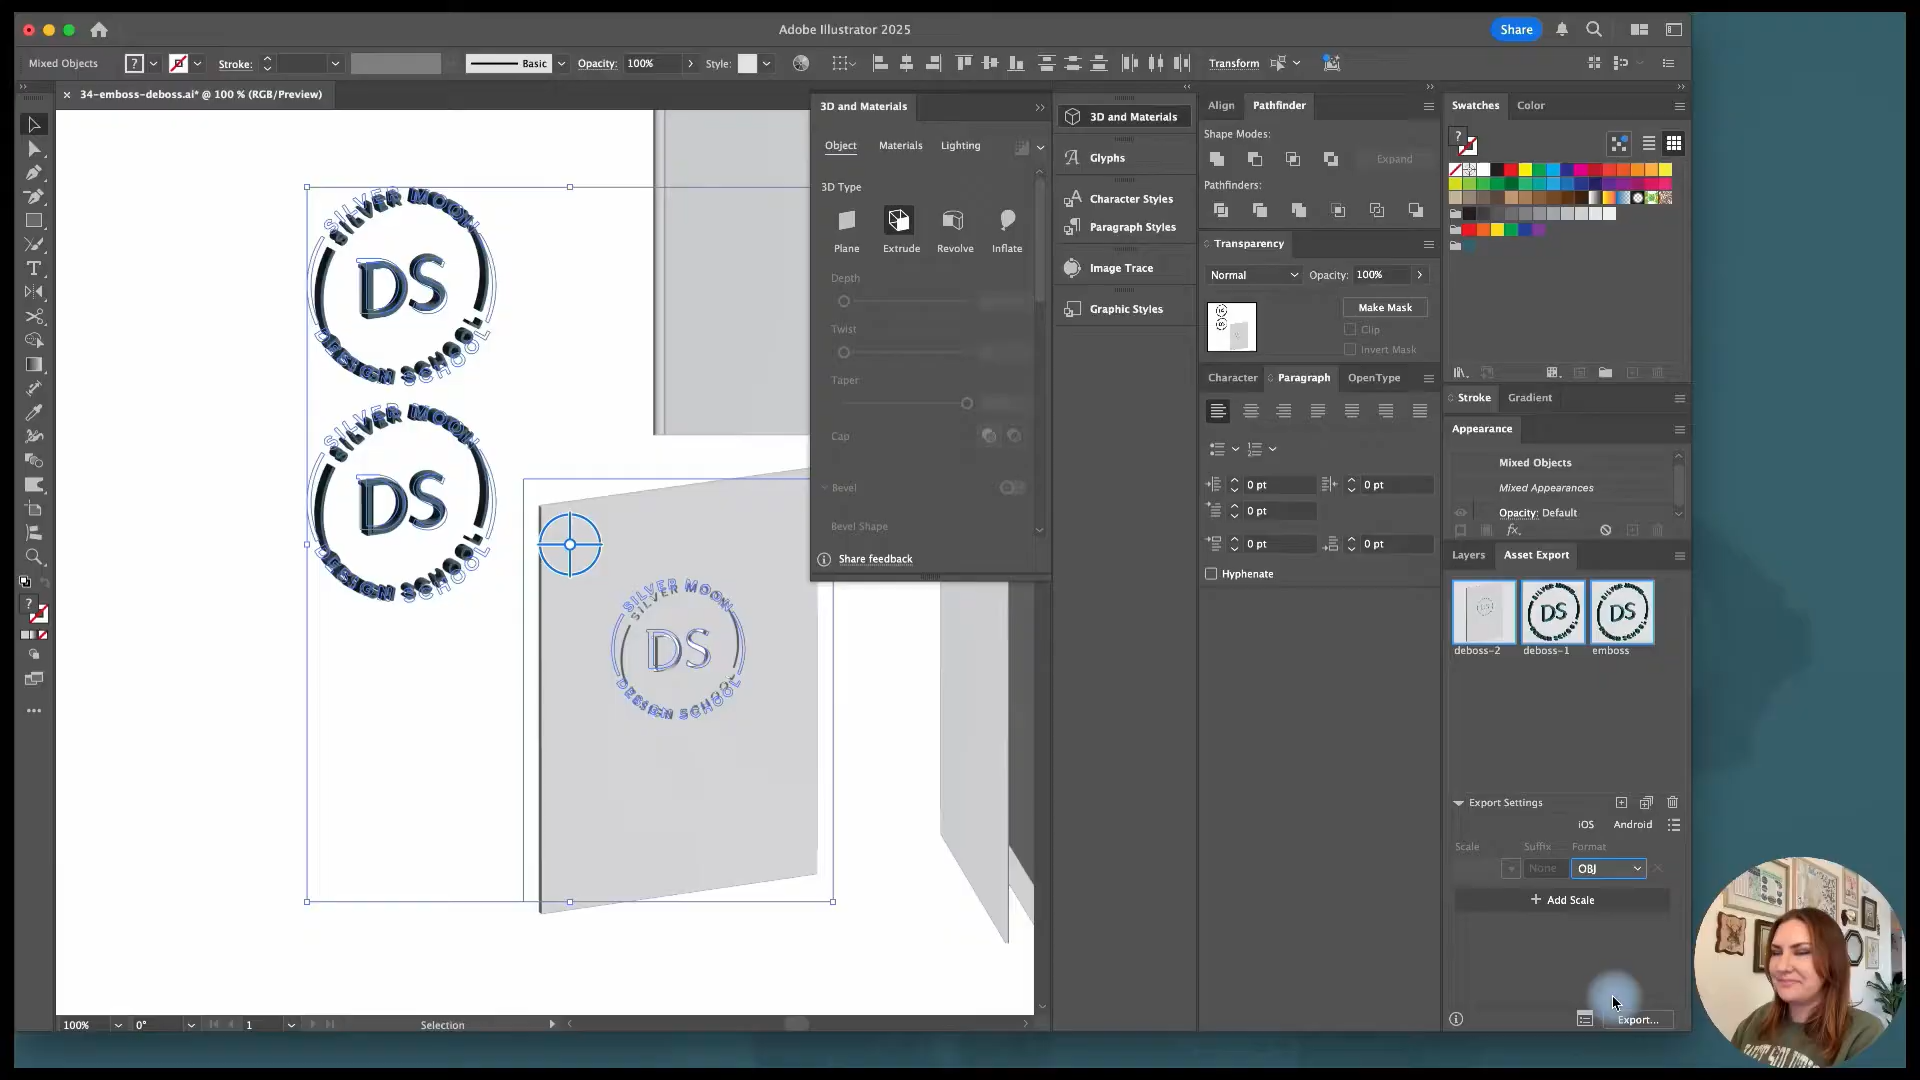 Adobe Illustrator 2025
Share
Mixed Objects
?
Stroke:
Basic
Opacity:
100%
Style:
Transform
× 34-emboss-deboss.ai* @ 100 % (RGB/Preview)
SILVER MOON
DS
DESIGN SCHOOL
SILVER MOON
DS
DESIGN SCHOOL
SILVER MOON
DS
DESIGN SCHOOL
3D and Materials
Object
Materials
Lighting
3D Type
Plane
Extrude
Revolve
Inflate
Depth
Twist
Taper
Cap
Bevel
Bevel Shape
Share feedback
3D and Materials
Glyphs
Character Styles
Paragraph Styles
Image Trace
Graphic Styles
Align
Pathfinder
Shape Modes:
Expand
Pathfinders:
Transparency
Normal
Opacity:
100%
Make Mask
Clip
Invert Mask
Character
Paragraph
OpenType
0 pt
0 pt
0 pt
0 pt
0 pt
Hyphenate
Swatches
Color
?
Stroke
Gradient
Appearance
Mixed Objects
Mixed Appearances
Opacity: Default
fx.
Layers
Asset Export
DS
DS
deboss-2
deboss-1
emboss
Export Settings
iOS
Android
Scale
Suffix
Format
None
OBJ
+ Add Scale
Export...
T
?
100%
0°
1
Selection